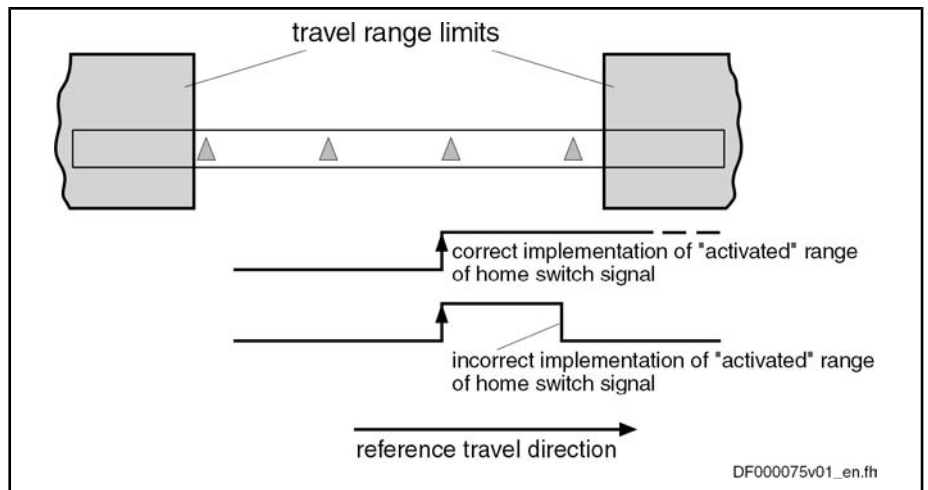 travel range limits
correct implementation of "activated" range
of home switch signal
incorrect implementation of "activated" range
of home switch signal
reference travel direction
DF000075v01_en.fh